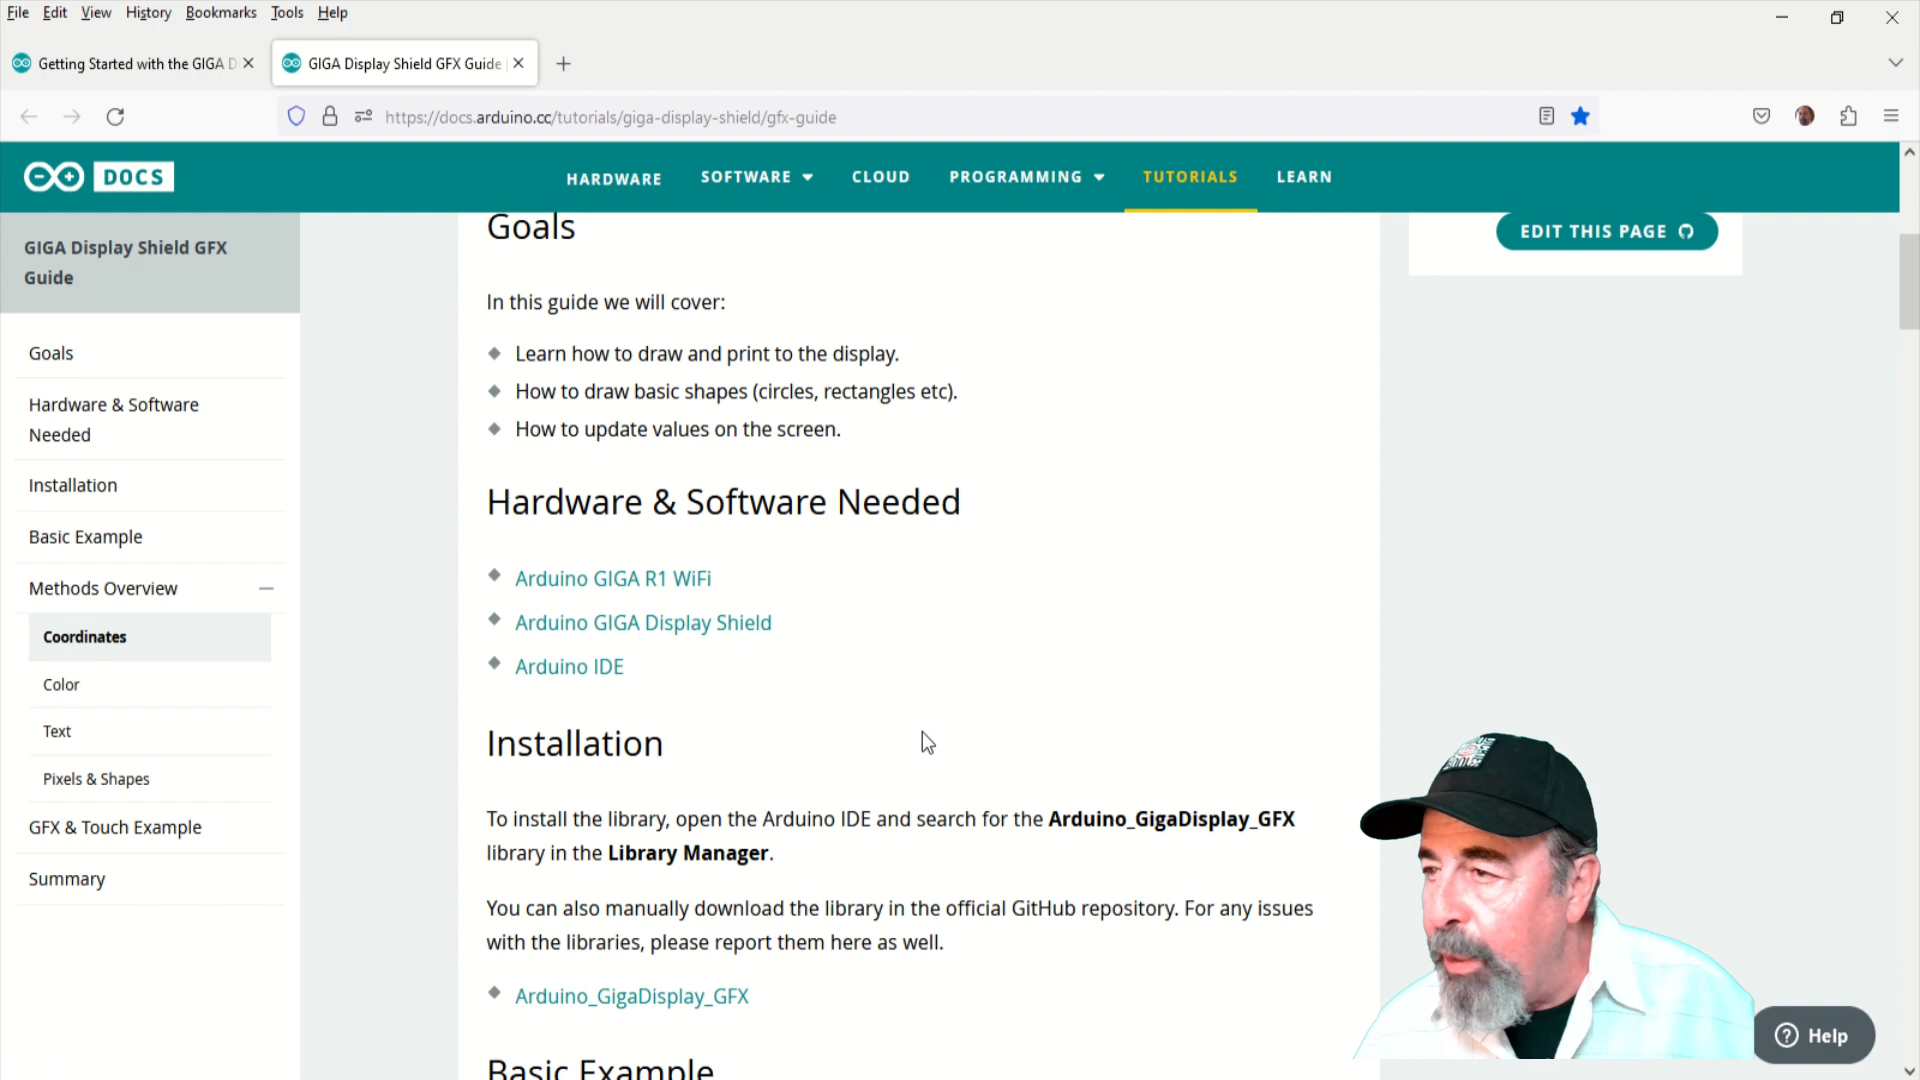 File Edit View History Bookmarks Tools Help
Getting Started with the GIGA D
GIGA Display Shield GFX Guide
https://docs.arduino.cc/tutorials/giga-display-shield/gfx-guide
DOCS
HARDWARE SOFTWARE CLOUD PROGRAMMING TUTORIALS LEARN
GIGA Display Shield GFX
Guide
Goals
Hardware & Software
Needed
Installation
Basic Example
Methods Overview
Coordinates
Color
Text
Pixels & Shapes
GFX & Touch Example
Summary
Goals
In this guide we will cover:
Learn how to draw and print to the display.
How to draw basic shapes (circles, rectangles etc).
How to update values on the screen.
Hardware & Software Needed
Arduino GIGA R1 WiFi
Arduino GIGA Display Shield
Arduino IDE
Installation
To install the library, open the Arduino IDE and search for the Arduino_GigaDisplay_GFX
library in the Library Manager.
You can also manually download the library in the official GitHub repository. For any issues
with the libraries, please report them here as well.
Arduino_GigaDisplay_GFX
Basic Example
EDIT THIS PAGE
Help